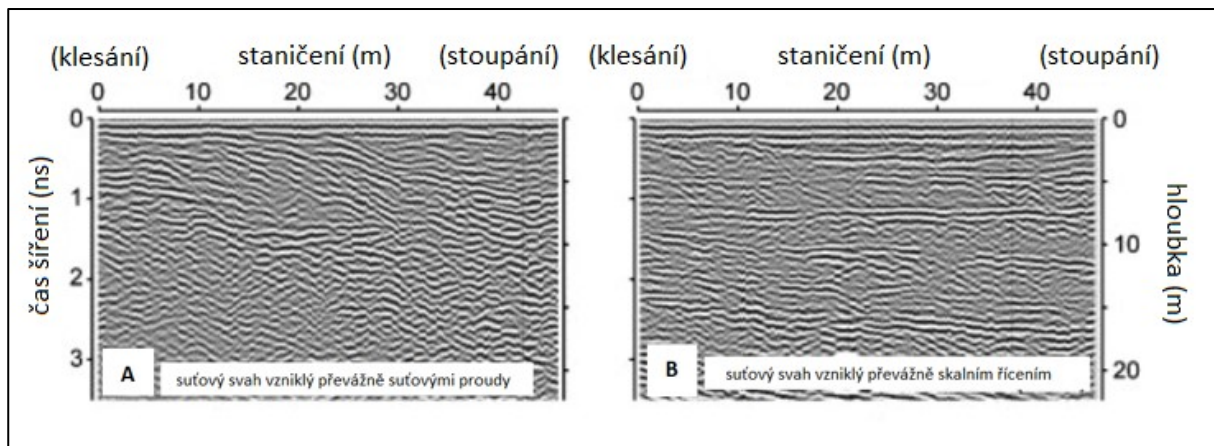 (klesání) staničení (m) (stoupání) (klesání) staničení (m) (stoupání)
0 10 20 30 40 0 10 20 30 40
čas šíření (ns)
0
1
2
3
0
10
20
hloubka (m)
A suťový svah vzniklý převážně suťovými proudy
B suťový svah vzniklý převážně skalním řícením